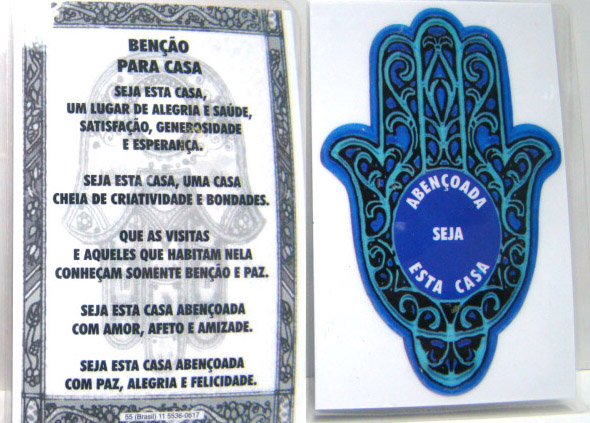 BENÇÃO
PARA CASA
SEJA ESTA CASA,
UM LUGAR DE ALEGRIA E SAÚDE,
SATISFAÇÃO, GENEROSIDADE
E ESPERANÇA.
SEJA ESTA CASA, UMA CASA
CHEIA DE CRIATIVIDADE E BONDADES.
QUE AS VISITAS
E AQUELES QUE HABITAM NELA
CONHEÇAM SOMENTE BENÇÃO E PAZ.
SEJA ESTA CASA ABENÇOADA
COM AMOR, AFETO E AMIZADE.
SEJA ESTA CASA ABENÇOADA
COM PAZ, ALEGRIA E FELICIDADE.
55 (Brasil) 11 5536-0617
ABENÇOADA
SEJA
ESTA CASA